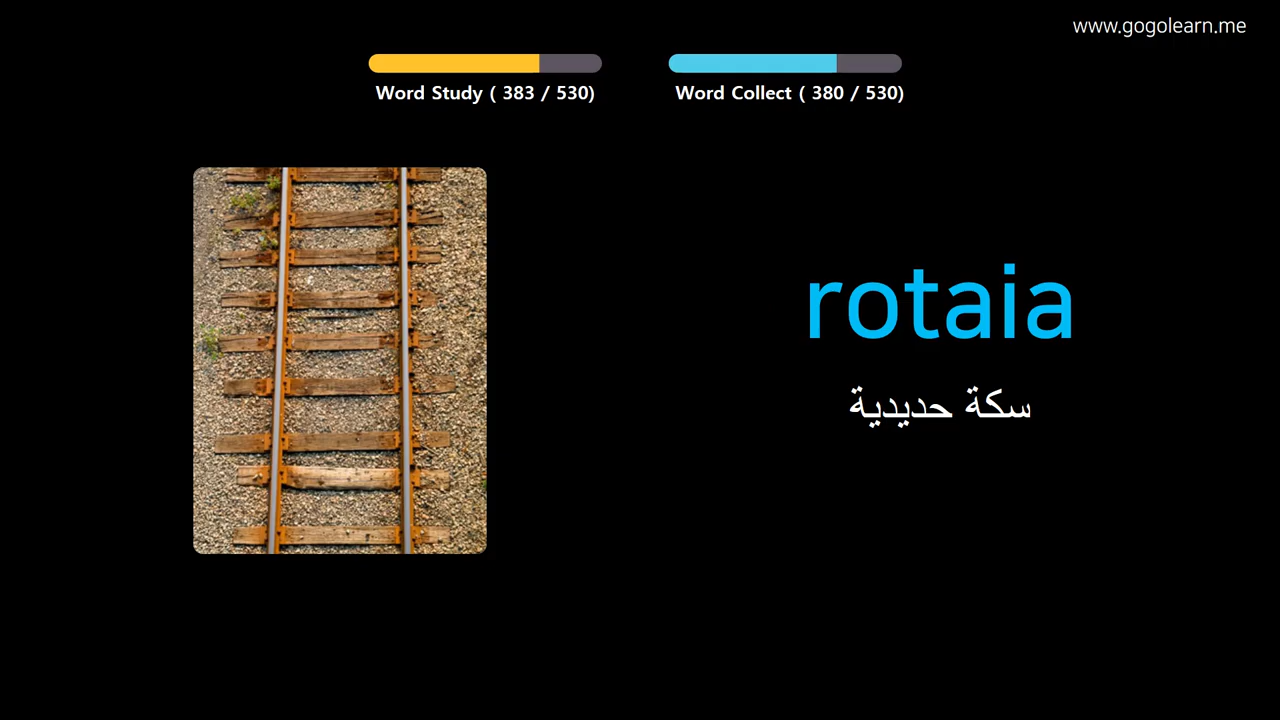 www.gogolearn.me
Word Study ( 383 / 530)
Word Collect ( 380 / 530)
rotaia
سكة حديدية